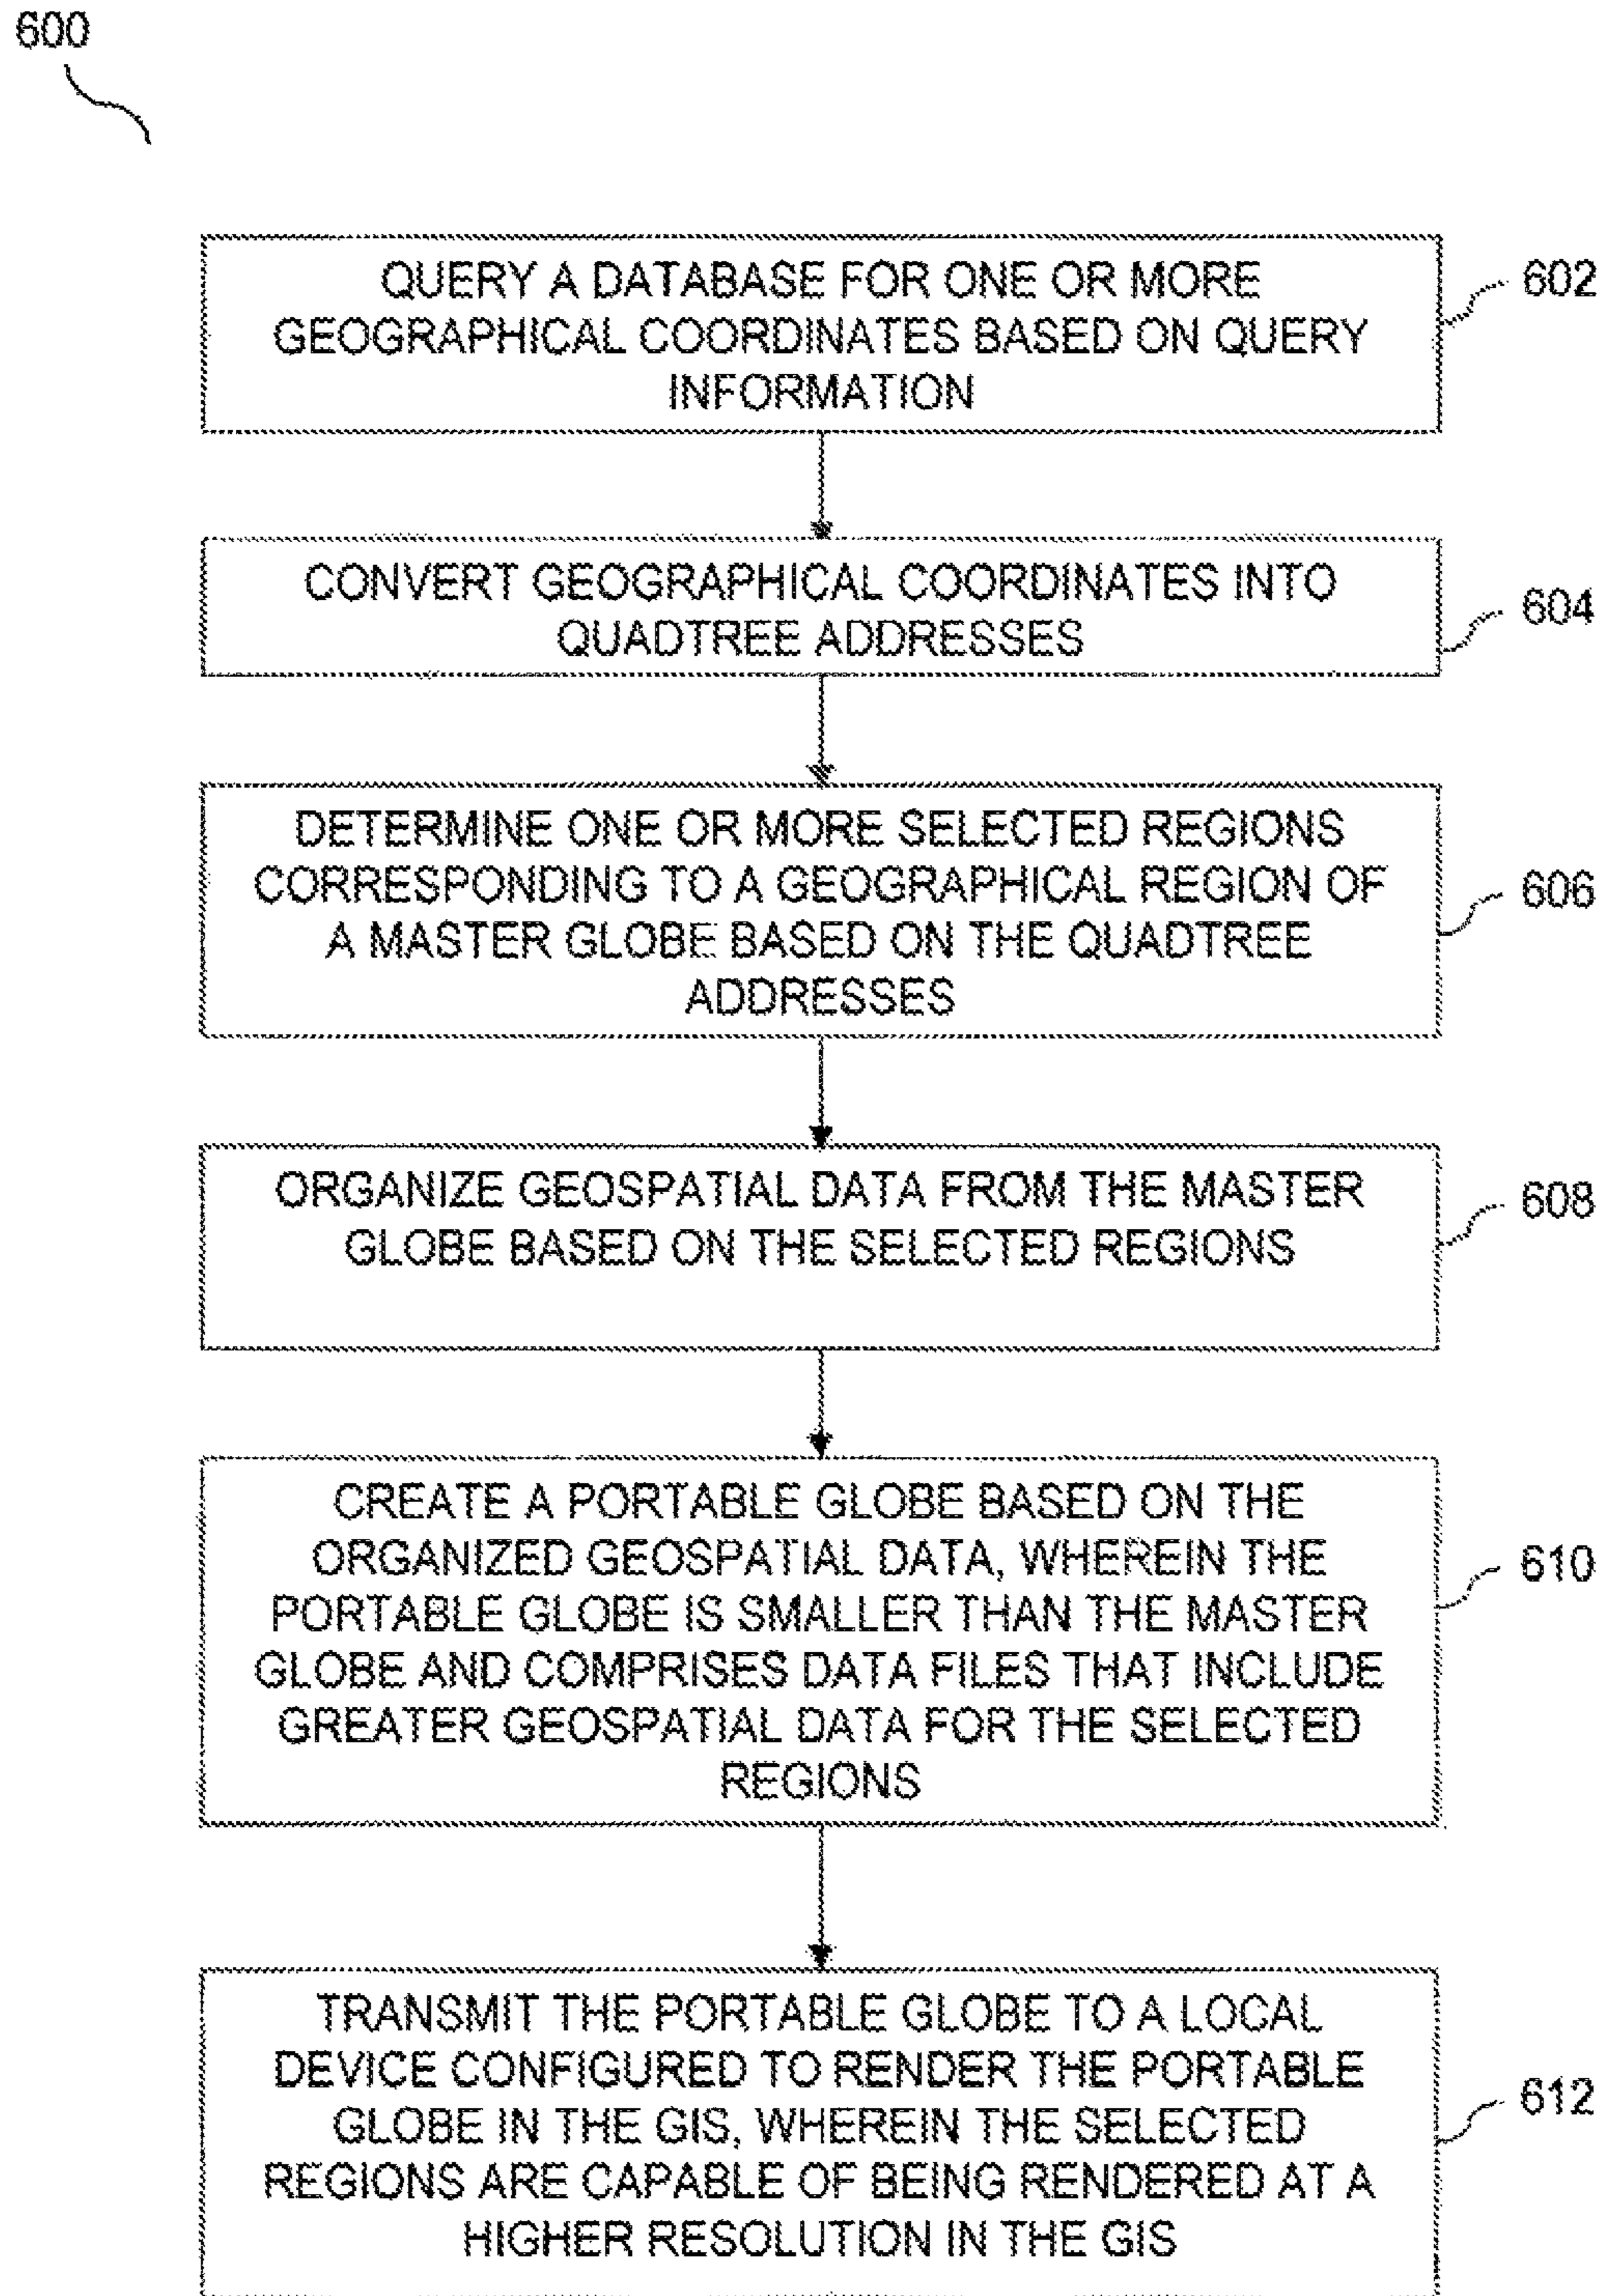 600
QUERY A DATABASE FOR ONE OR MORE
GEOGRAPHICAL COORDINATES BASED ON QUERY
INFORMATION
602
CONVERT GEOGRAPHICAL COORDINATES INTO
QUADTREE ADDRESSES
604
DETERMINE ONE OR MORE SELECTED REGIONS
CORRESPONDING TO A GEOGRAPHICAL REGION OF
A MASTER GLOBE BASED ON THE QUADTREE
ADDRESSES
606
ORGANIZE GEOSPATIAL DATA FROM THE MASTER
GLOBE BASED ON THE SELECTED REGIONS
608
CREATE A PORTABLE GLOBE BASED ON THE
ORGANIZED GEOSPATIAL DATA, WHEREIN THE
PORTABLE GLOBE IS SMALLER THAN THE MASTER
GLOBE AND COMPRISES DATA FILES THAT INCLUDE
GREATER GEOSPATIAL DATA FOR THE SELECTED
REGIONS
610
TRANSMIT THE PORTABLE GLOBE TO A LOCAL
DEVICE CONFIGURED TO RENDER THE PORTABLE
GLOBE IN THE GIS, WHEREIN THE SELECTED
REGIONS ARE CAPABLE OF BEING RENDERED AT A
HIGHER RESOLUTION IN THE GIS
612